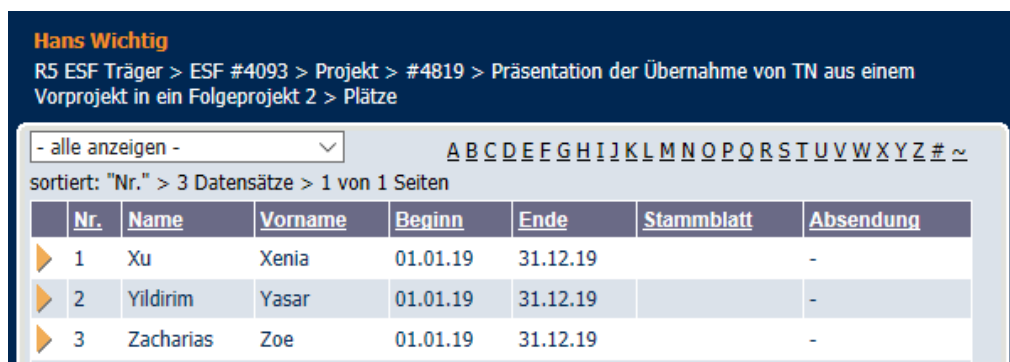 Hans Wichtig
R5 ESF Träger > ESF #4093 > Projekt > #4819 > Präsentation der Übernahme von TN aus einem
Vorprojekt in ein Folgeprojekt 2 > Plätze
- alle anzeigen - A B C D E F G H I J K L M N O P Q R S T U V W X Y Z # ~
sortiert: "Nr." > 3 Datensätze > 1 von 1 Seiten
Nr. Name Vorname Beginn Ende Stammblatt Absendung
1 Xu Xenia 01.01.19 31.12.19 -
2 Yildirim Yasar 01.01.19 31.12.19 -
3 Zacharias Zoe 01.01.19 31.12.19 -